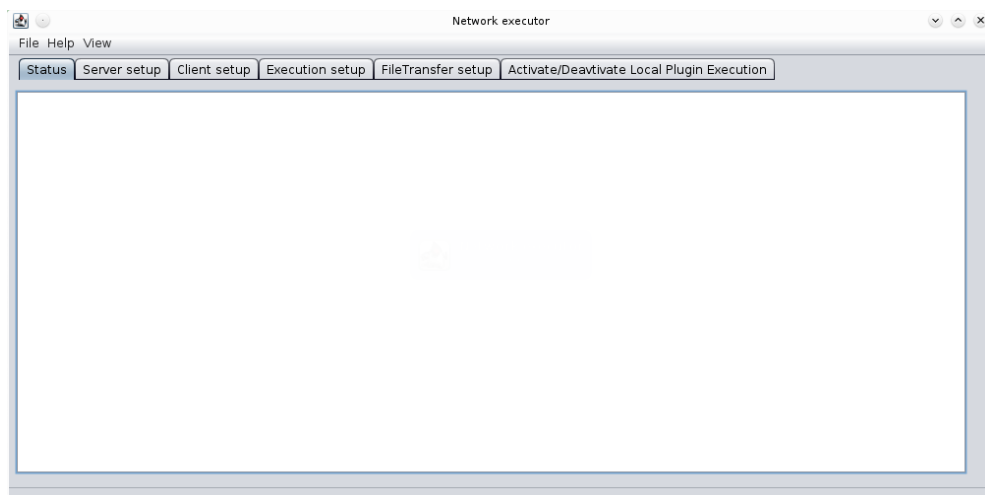 Network executor
File Help View
Status Server setup Client setup Execution setup FileTransfer setup Activate/Deavtivate Local Plugin Execution